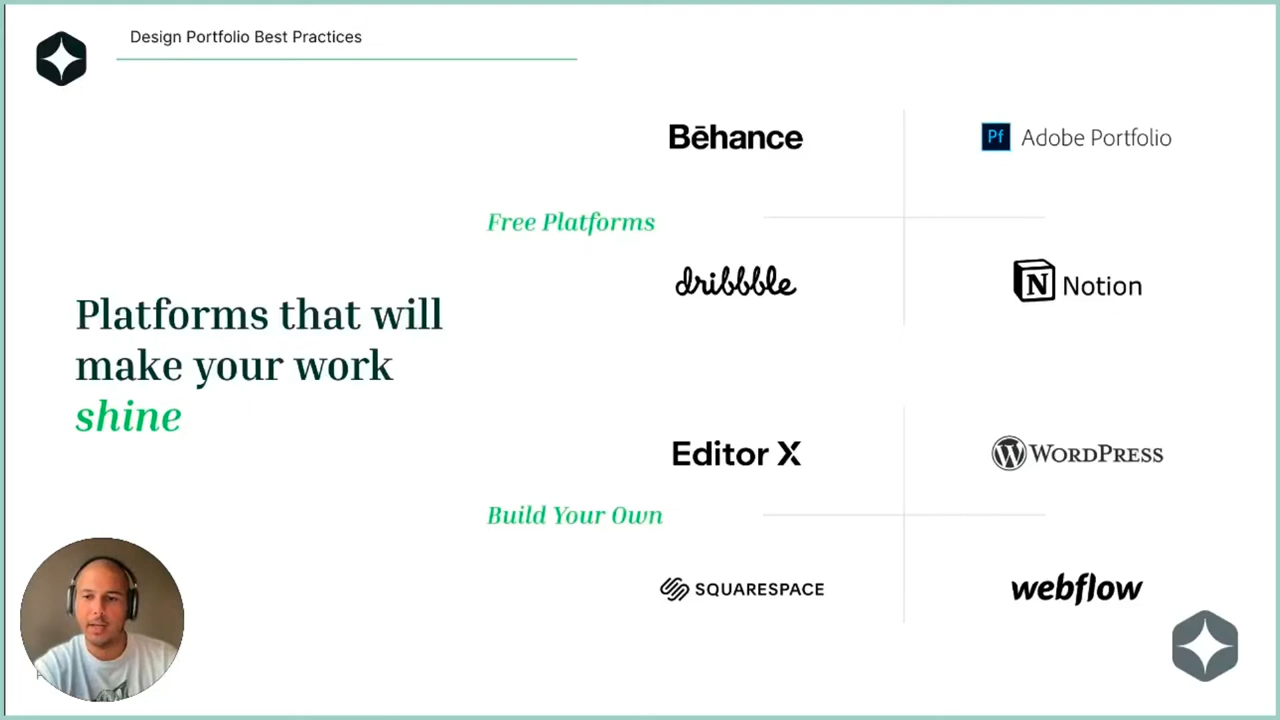 Design Portfolio Best Practices
Bēhance
Pf Adobe Portfolio
Free Platforms
dribbble
N Notion
Platforms that will
make your work
shine
Editor X
W WORDPRESS
Build Your Own
SQUARESPACE
webflow